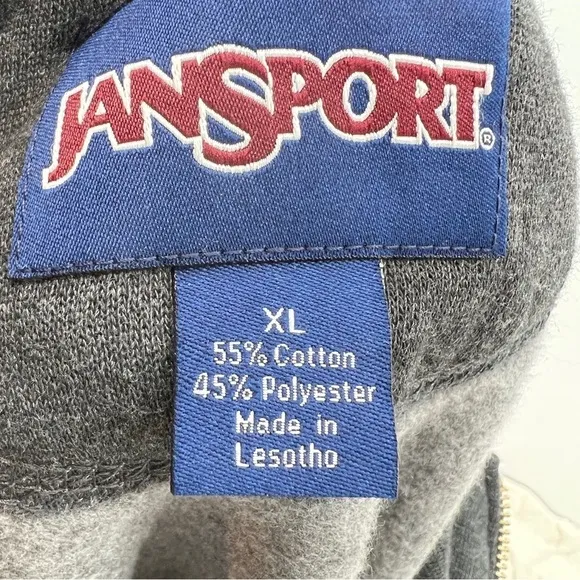 JANSPORT®
XL
55% Cotton
45% Polyester
Made in
Lesotho